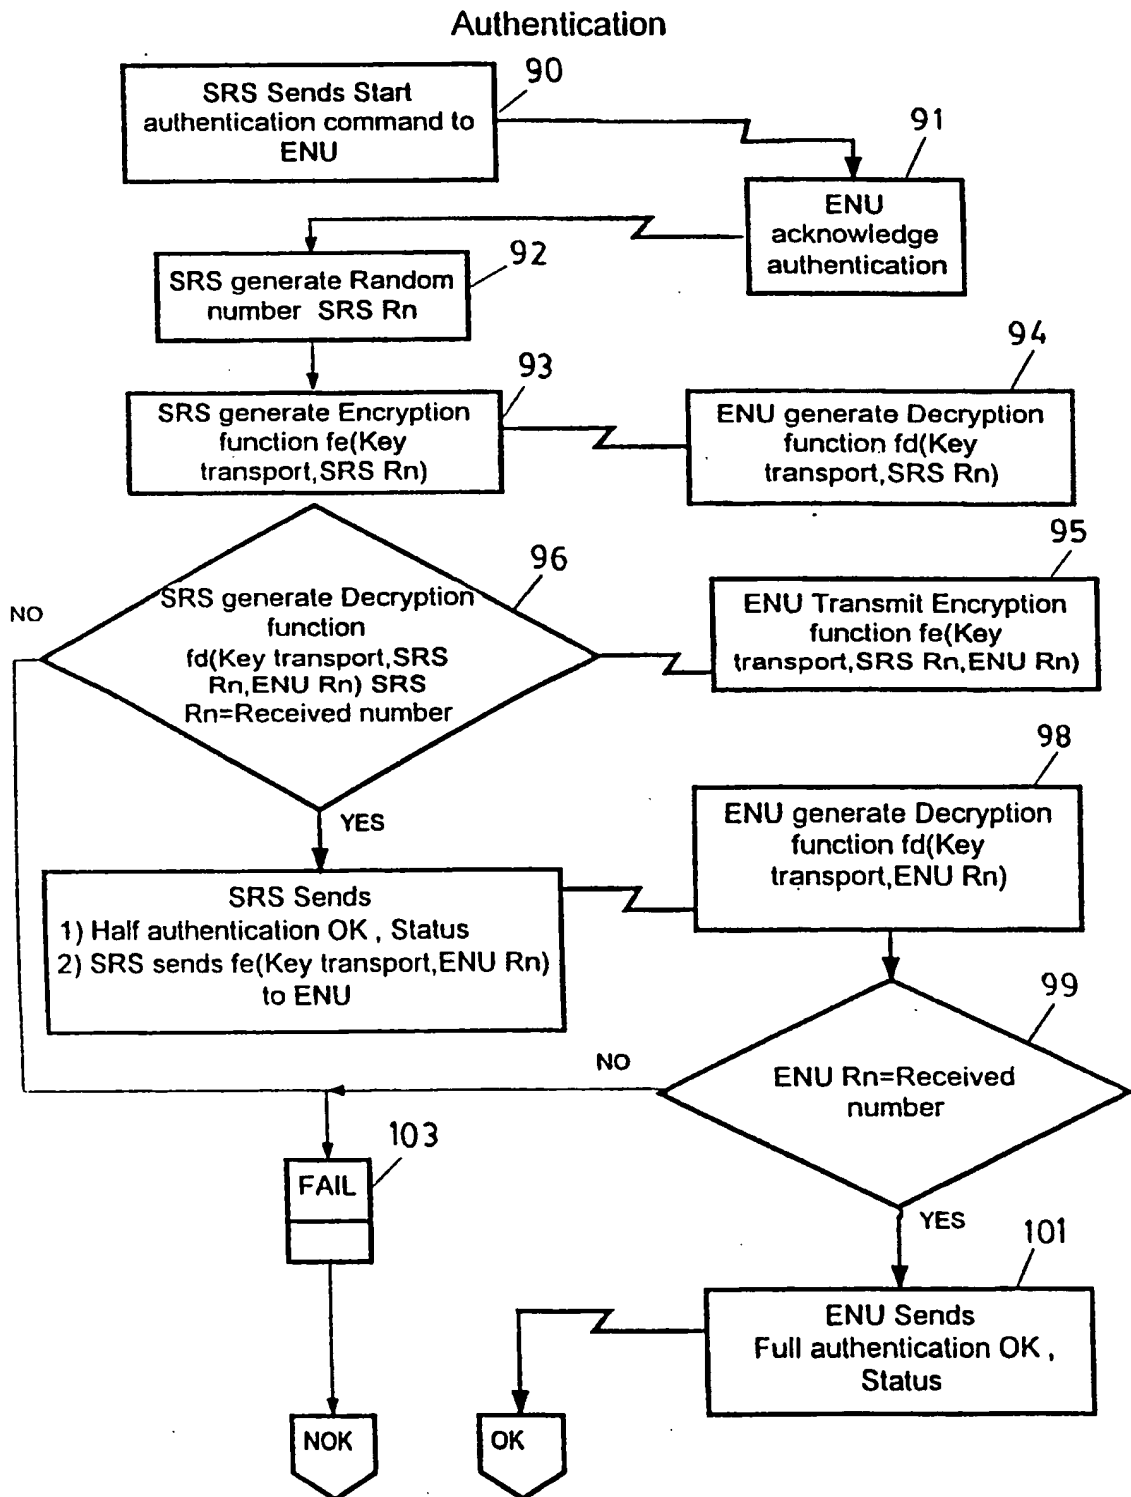 Authentication
90
SRS Sends Start
authentication command to
ENU
91
ENU
acknowledge
authentication
92
SRS generate Random
number SRS Rn
93
SRS generate Encryption
function fe(Key
transport,SRS Rn)
94
ENU generate Decryption
function fd(Key
transport,SRS Rn)
95
ENU Transmit Encryption
function fe(Key
transport,SRS Rn,ENU Rn)
96
SRS generate Decryption
function
fd(Key transport,SRS
Rn,ENU Rn) SRS
Rn=Received number
NO
YES
SRS Sends
1) Half authentication OK , Status
2) SRS sends fe(Key transport,ENU Rn)
to ENU
98
ENU generate Decryption
function fd(Key
transport,ENU Rn)
99
ENU Rn=Received
number
NO
YES
103
FAIL
101
ENU Sends
Full authentication OK ,
Status
NOK
OK